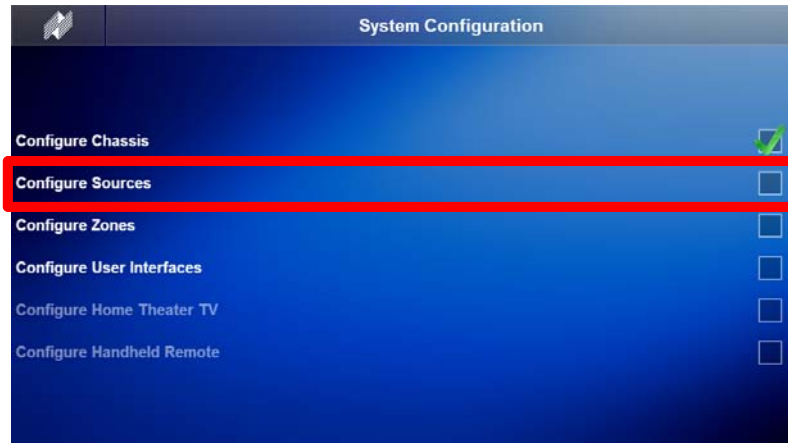 System Configuration
Configure Chassis
Configure Sources
Configure Zones
Configure User Interfaces
Configure Home Theater TV
Configure Handheld Remote